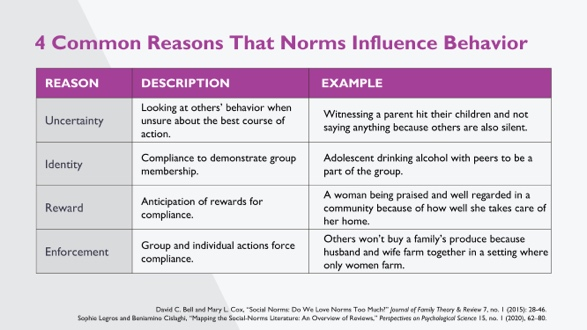 4 Common Reasons That Norms Influence Behavior
REASON DESCRIPTION EXAMPLE
Uncertainty
Looking at others’ behavior when
unsure about the best course of
action.
Witnessing a parent hit their children and not
saying anything because others are also silent.
Identity
Compliance to demonstrate group
membership.
Adolescent drinking alcohol with peers to be a
part of the group.
Reward
Anticipation of rewards for
compliance.
A woman being praised and well regarded in a
community because of how well she takes care of
her home.
Enforcement
Group and individual actions force
compliance.
Others won’t buy a family’s produce because
husband and wife farm together in a setting where
only women farm.
David C. Bell and Mary L. Cox, “Social Norms: Do We Love Norms Too Much?” Journal of Family Theory & Review 7, no. 1 (2015): 28-46.
Sophie Legros and Beniamino Cislaghi, “Mapping the Social-Norms Literature: An Overview of Reviews,” Perspectives on Psychological Science 15, no. 1 (2020), 62–80.